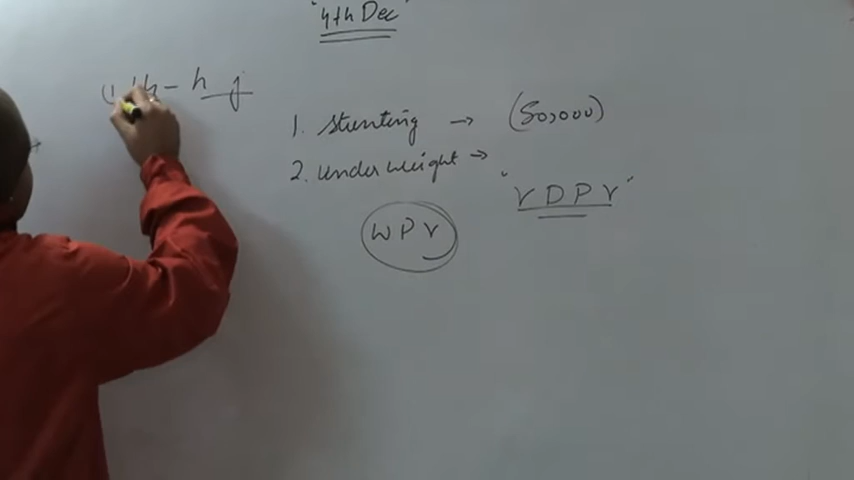 "4th Dec"
h j
1. Stunting → (50,000)
2. Underweight →
"VDPV"
WPV